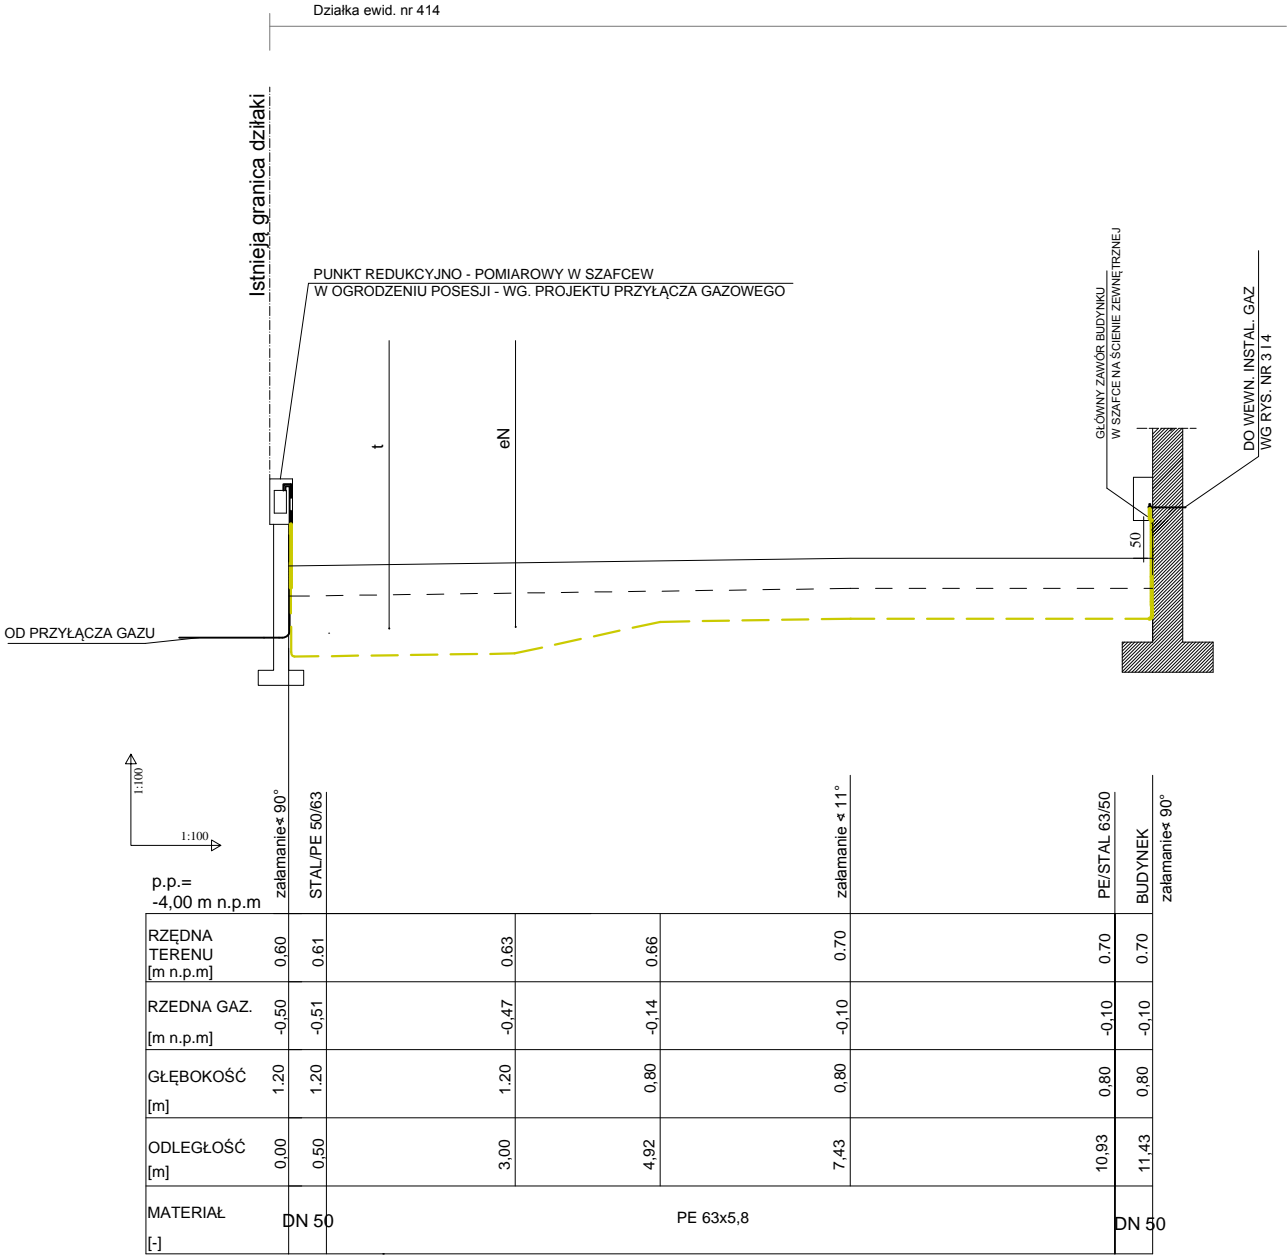 Działka ewid. nr 414
Istnieją granica dziłaki
PUNKT REDUKCYJNO - POMIAROWY W SZAFCEW
W OGRODZENIU POSESJI - WG. PROJEKTU PRZYŁĄCZA GAZOWEGO
t
eN
GŁÓWNY ZAWÓR BUDYNKU
W SZAFCE NA ŚCIENIE ZEWNĘTRZNEJ
DO WEWN. INSTAL. GAZ
WG RYS. NR 3 I 4
50
OD PRZYŁĄCZA GAZU
1:100
1:100
p.p.=
-4,00 m n.p.m
załamanie∢ 90°
STAL/PE 50/63
załamanie ∢ 11°
PE/STAL 63/50
BUDYNEK
załamanie∢ 90°
RZĘDNA
TERENU
[m n.p.m]
0,60 0.61 0.63 0.66 0.70 0.70 0.70
RZEDNA GAZ.
[m n.p.m]
-0,50 -0,51 -0,47 -0,14 -0,10 -0,10 -0,10
GŁĘBOKOŚĆ
[m]
1.20 1.20 1.20 0,80 0,80 0,80 0,80
ODLEGŁOŚĆ
[m]
0,00 0,50 3,00 4,92 7,43 10,93 11,43
MATERIAŁ
[-]
DN 50 PE 63x5,8 DN 50